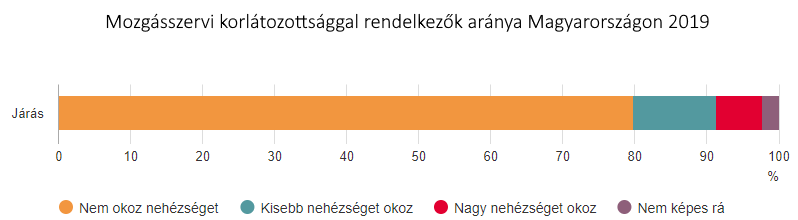 Mozgásszervi korlátozottsággal rendelkezők aránya Magyarországon 2019
Járás
0 10 20 30 40 50 60 70 80 90 100
%
Nem okoz nehézséget Kisebb nehézséget okoz Nagy nehézséget okoz Nem képes rá